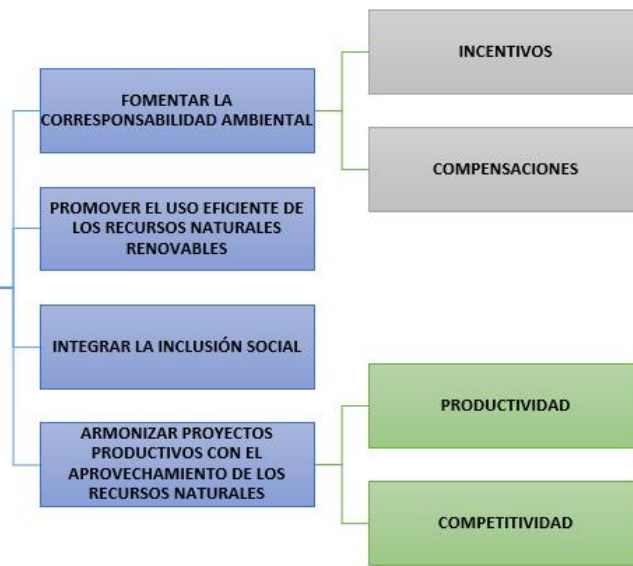 FOMENTAR LA
CORRESPONSABILIDAD AMBIENTAL
INCENTIVOS
COMPENSACIONES
PROMOVER EL USO EFICIENTE DE
LOS RECURSOS NATURALES
RENOVABLES
INTEGRAR LA INCLUSIÓN SOCIAL
ARMONIZAR PROYECTOS
PRODUCTIVOS CON EL
APROVECHAMIENTO DE LOS
RECURSOS NATURALES
PRODUCTIVIDAD
COMPETITIVIDAD